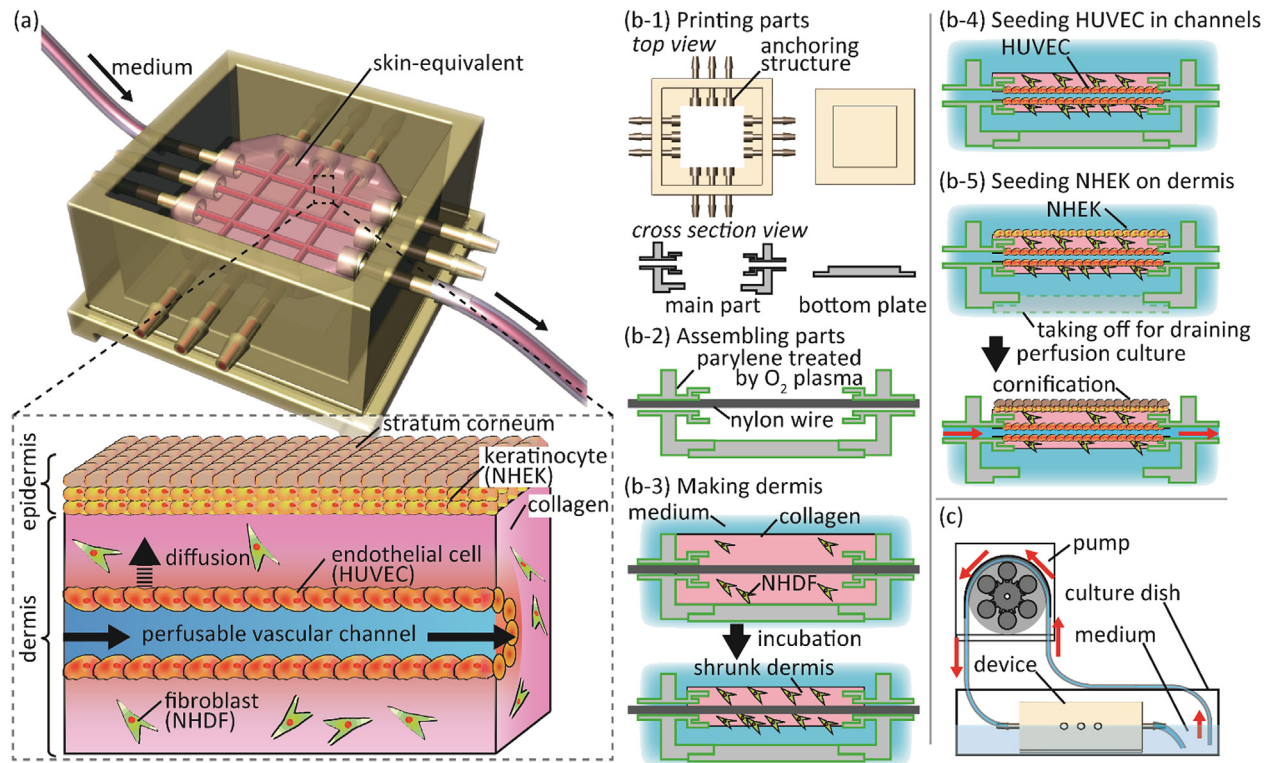 (a)
medium
skin-equivalent
stratum corneum
keratinocyte
(NHEK)
collagen
epidermis
diffusion
endothelial cell
(HUVEC)
perfusable vascular channel
dermis
fibroblast
(NHDF)
(b-1) Printing parts
top view
anchoring
structure
cross section view
main part
bottom plate
(b-2) Assembling parts
parylene treated
by O₂ plasma
nylon wire
(b-3) Making dermis
medium
collagen
NHDF
incubation
shrunk dermis
(b-4) Seeding HUVEC in channels
HUVEC
(b-5) Seeding NHEK on dermis
NHEK
taking off for draining
perfusion culture
cornification
(c)
pump
culture dish
medium
device